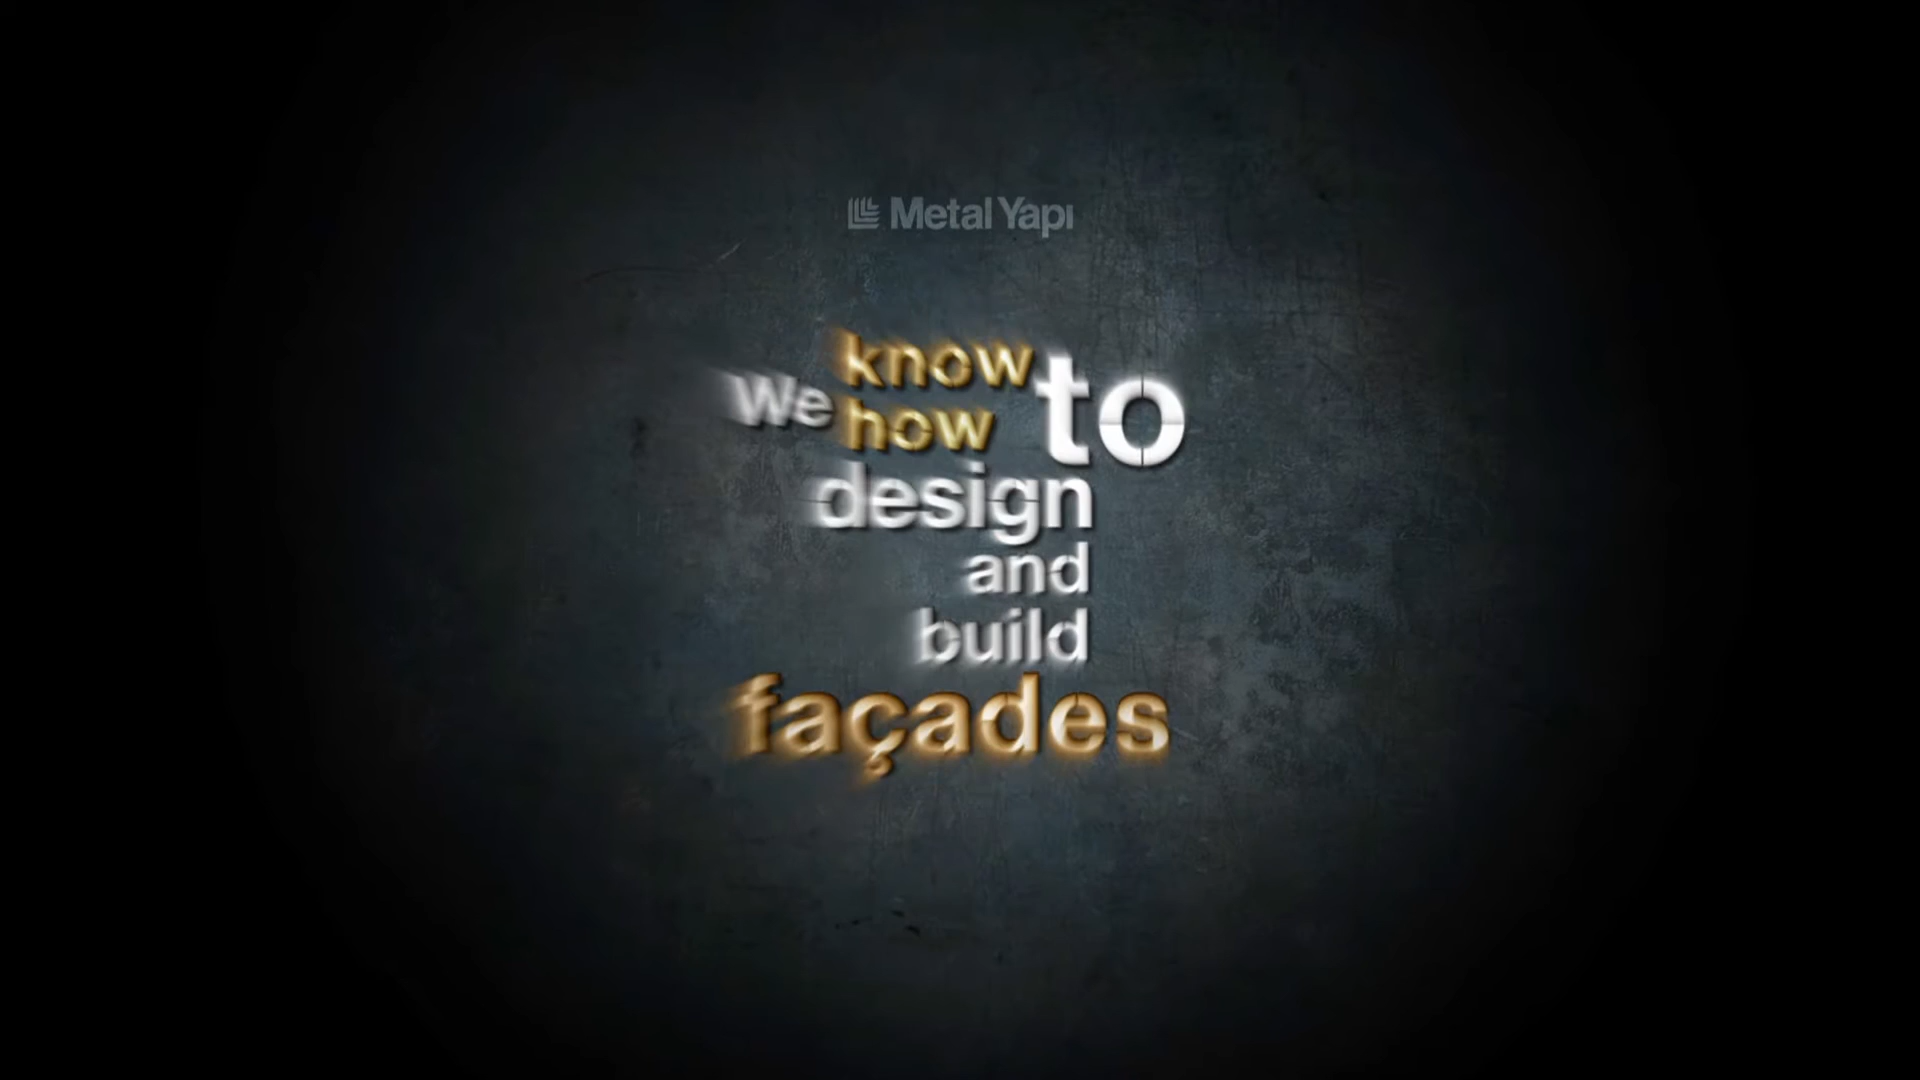 Metal Yapı
We know how to
design
and
build
façades